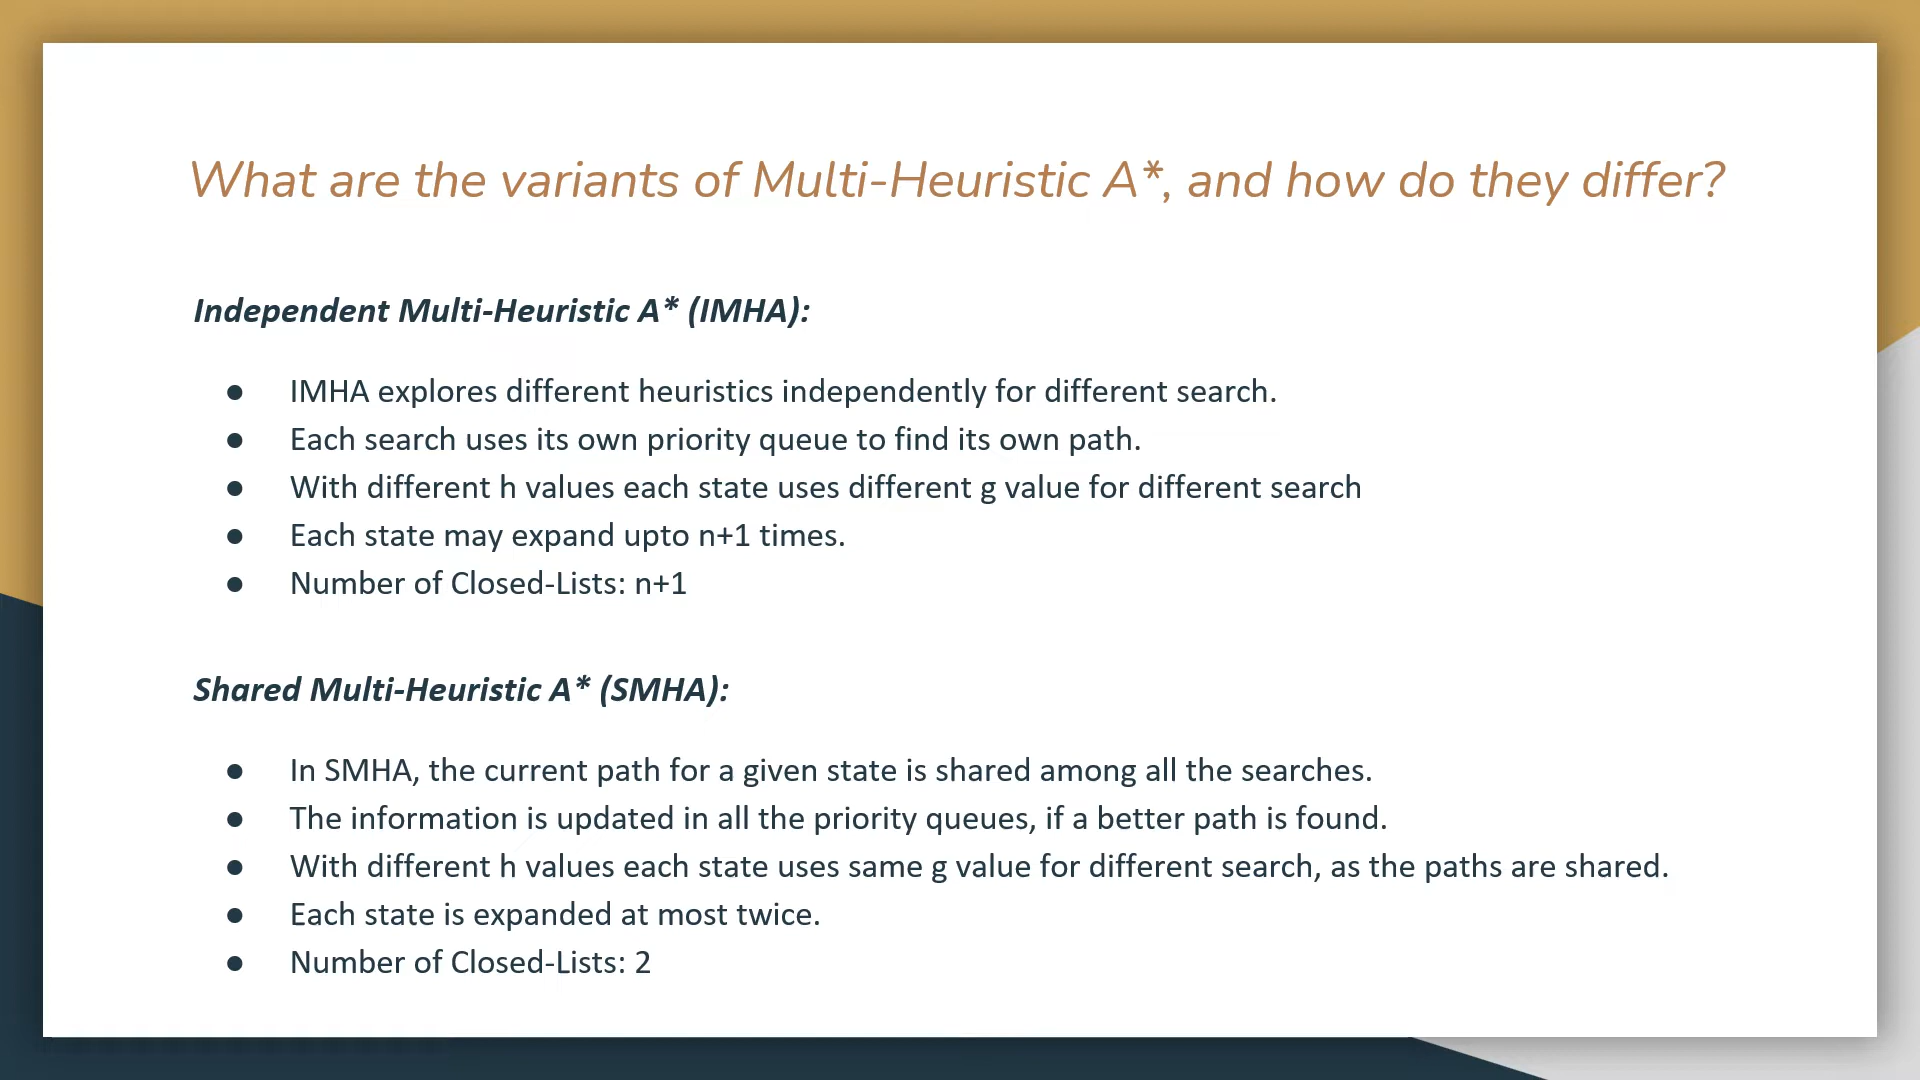 What are the variants of Multi-Heuristic A*, and how do they differ?
Independent Multi-Heuristic A* (IMHA):
● IMHA explores different heuristics independently for different search.
● Each search uses its own priority queue to find its own path.
● With different h values each state uses different g value for different search
● Each state may expand upto n+1 times.
● Number of Closed-Lists: n+1
Shared Multi-Heuristic A* (SMHA):
● In SMHA, the current path for a given state is shared among all the searches.
● The information is updated in all the priority queues, if a better path is found.
● With different h values each state uses same g value for different search, as the paths are shared.
● Each state is expanded at most twice.
● Number of Closed-Lists: 2